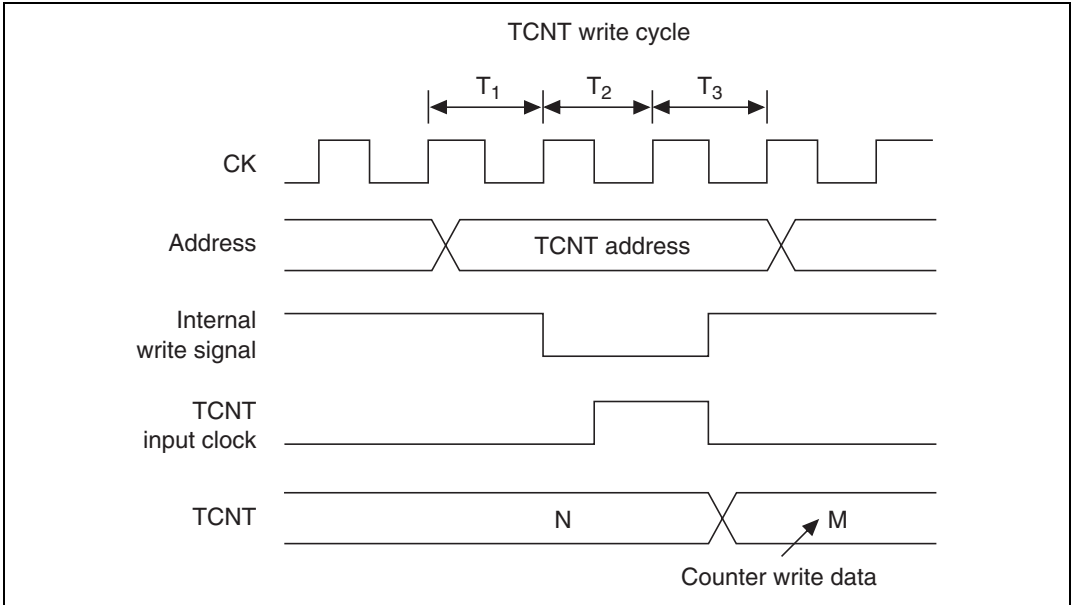 TCNT write cycle
T1 T2 T3
CK
Address
TCNT address
Internal
write signal
TCNT
input clock
TCNT
N
M
Counter write data